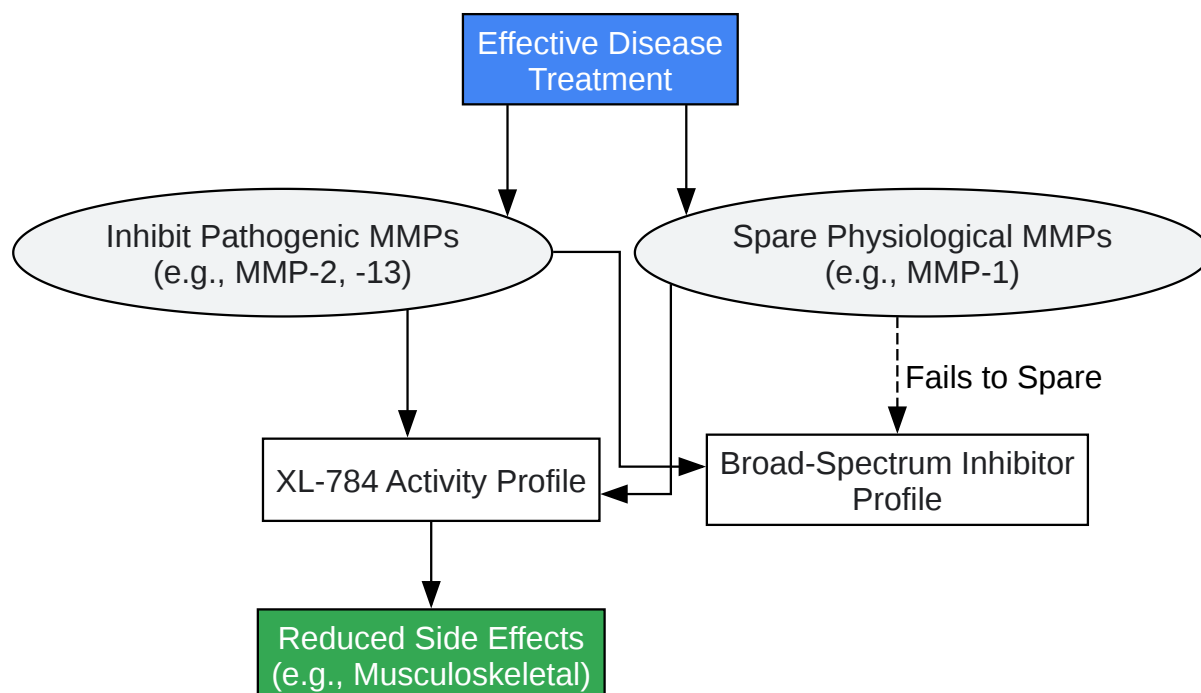 Effective Disease
Treatment
Inhibit Pathogenic MMPs
(e.g., MMP-2, -13)
Spare Physiological MMPs
(e.g., MMP-1)
Fails to Spare
XL-784 Activity Profile
Broad-Spectrum Inhibitor
Profile
Reduced Side Effects
(e.g., Musculoskeletal)